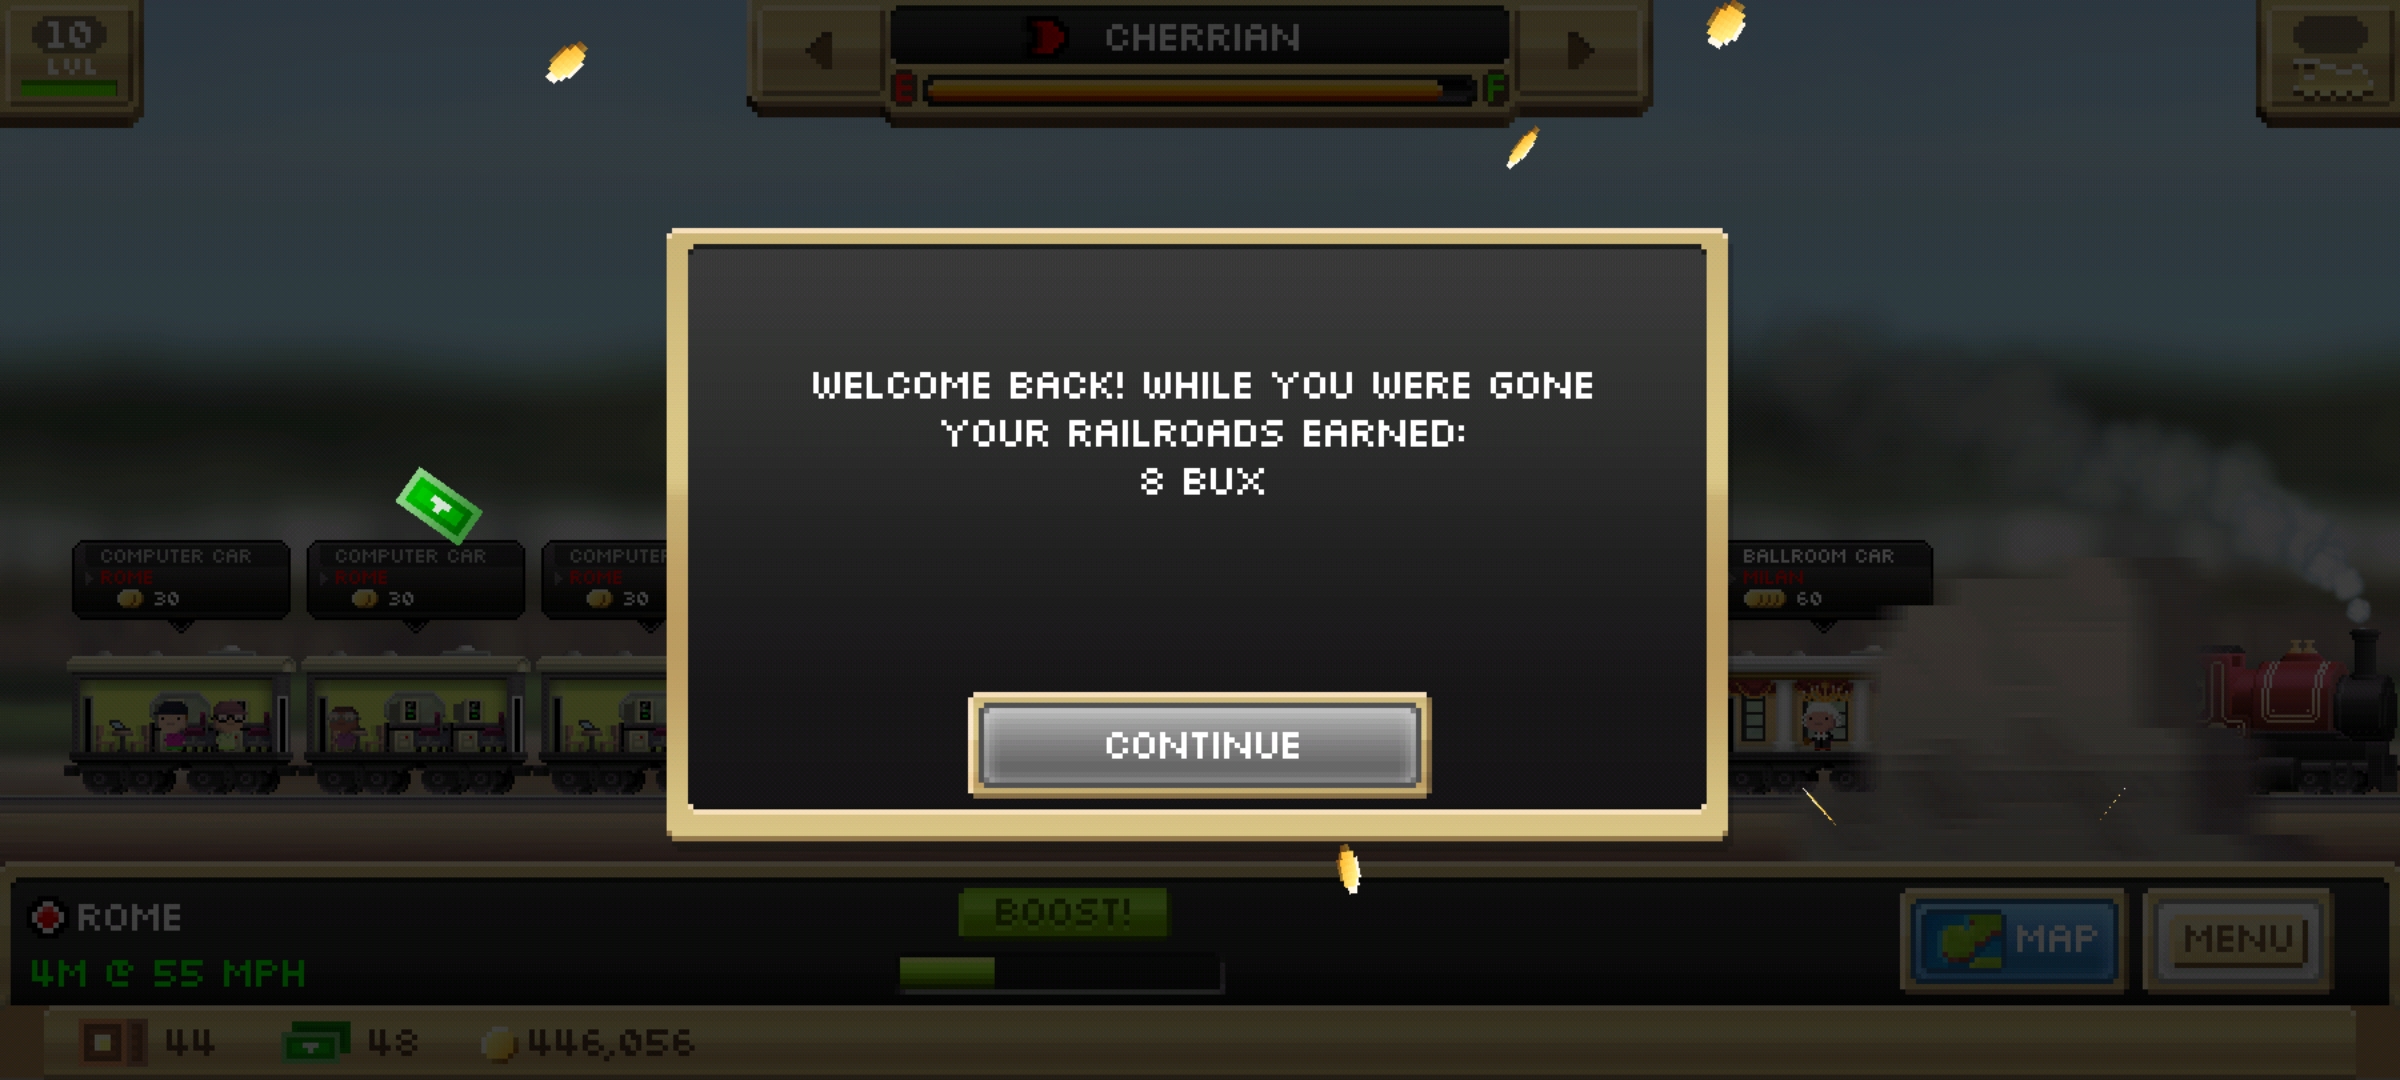 10
LVL
CHERRIAN
E
F
WELCOME BACK! WHILE YOU WERE GONE
YOUR RAILROADS EARNED:
8 BUX
CONTINUE
COMPUTER CAR
ROME
30
COMPUTER CAR
ROME
30
COMPUTER
ROME
30
BALLROOM CAR
MILAN
60
ROME
4M @ 55 MPH
BOOST!
MAP
MENU
44
48
446,056